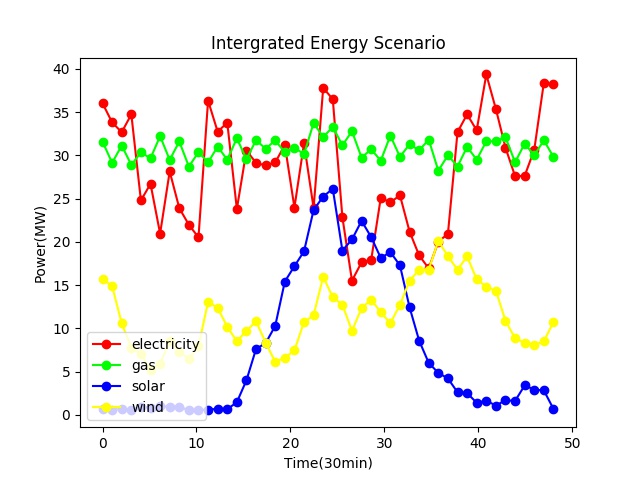 Intergrated Energy Scenario
Power(MW)
40
35
30
25
20
15
10
5
0
electricity
gas
solar
wind
0 10 20 30 40 50
Time(30min)